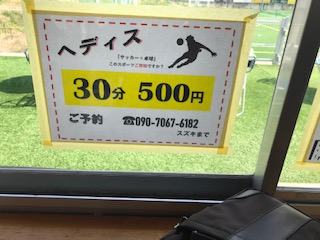 ヘディス
「サッカー×卓球」
このスポーツご存知ですか?
30分 500円
ご予約 ☎090-7067-6182
スズキまで